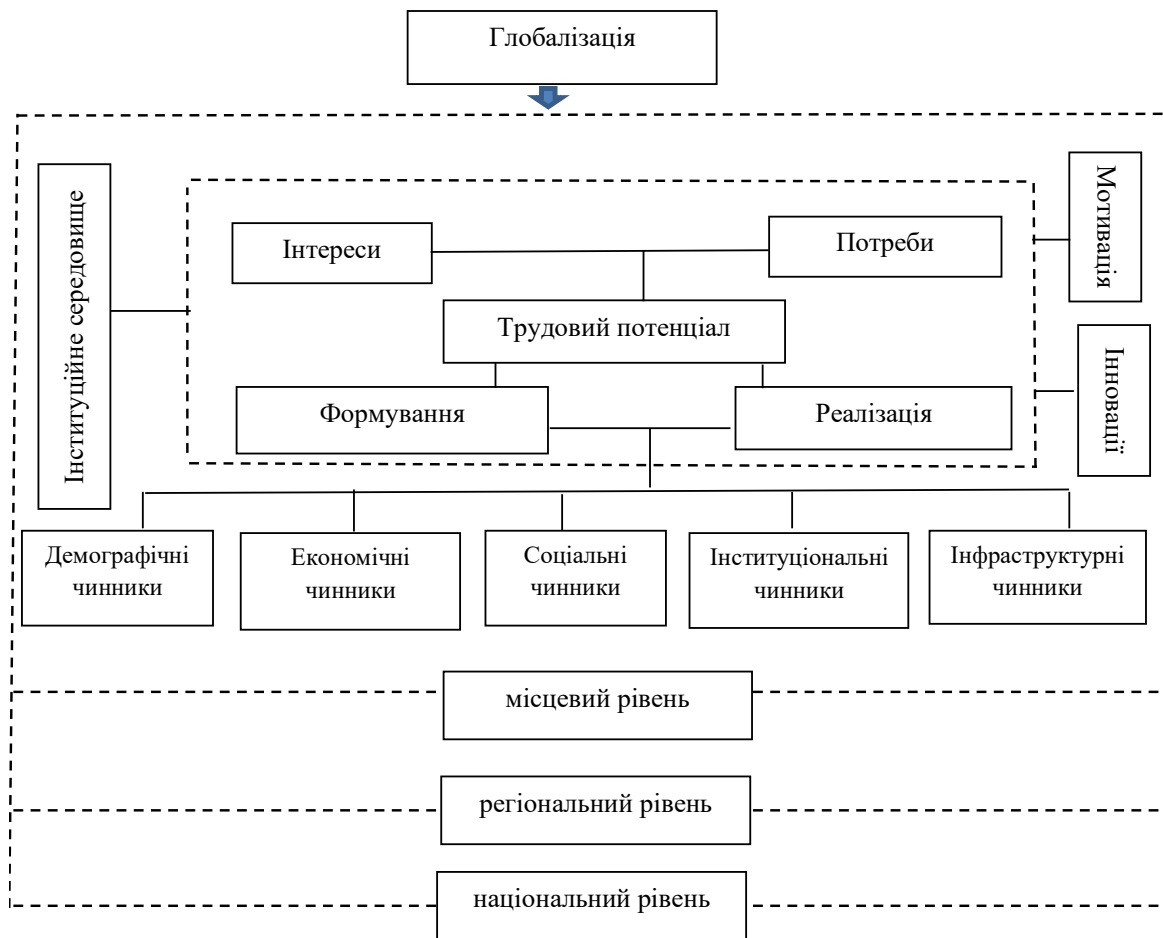 Глобалізація
Інституційне середовище
Мотивація
Інтереси
Потреби
Трудовий потенціал
Інновації
Формування
Реалізація
Демографічні
чинники
Економічні
чинники
Соціальні
чинники
Інституціональні
чинники
Інфраструктурні
чинники
місцевий рівень
регіональний рівень
національний рівень